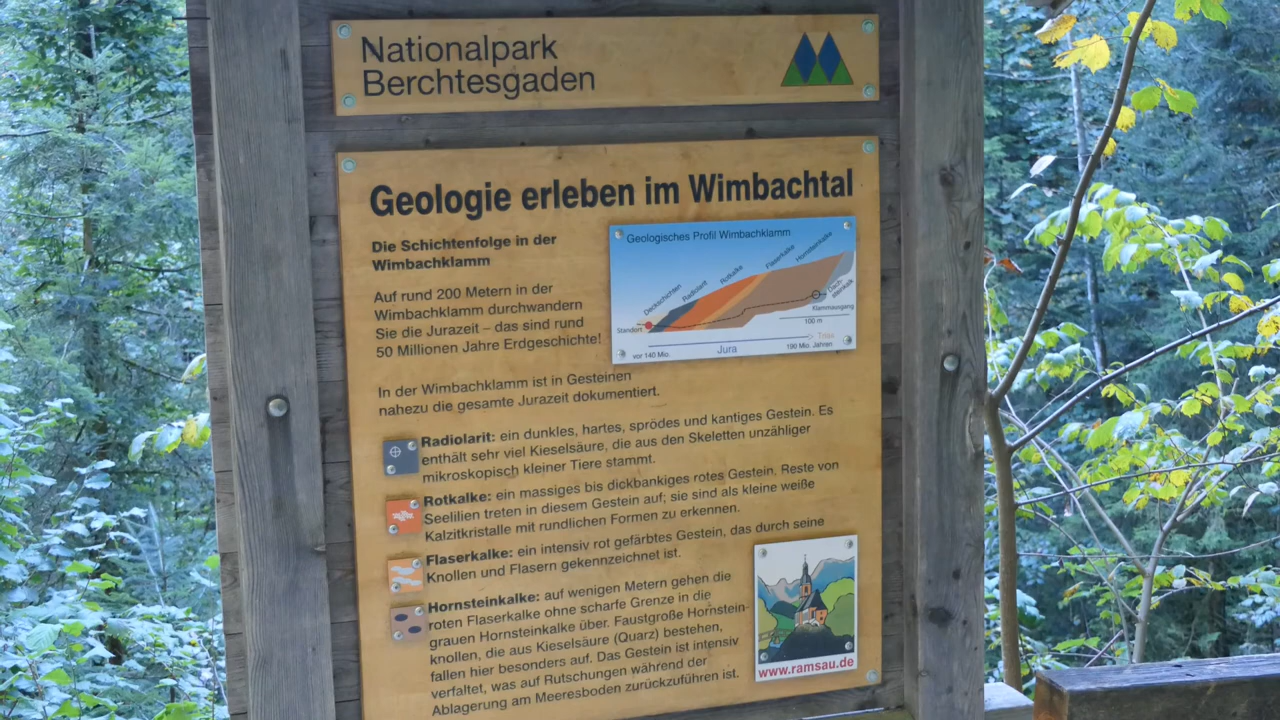 Nationalpark
Berchtesgaden
Geologie erleben im Wimbachtal
Die Schichtenfolge in der
Wimbachklamm
Auf rund 200 Metern in der
Wimbachklamm durchwandern
Sie die Jurazeit – das sind rund
50 Millionen Jahre Erdgeschichte!
Geologisches Profil Wimbachklamm
Standort
Deckschichten
Radiolarit
Rotkalke
Flaserkalke
Hornsteinkalke
Dach-
steinkalk
Klammausgang
100 m
Trias
vor 140 Mio.
Jura
190 Mio. Jahren
In der Wimbachklamm ist in Gesteinen
nahezu die gesamte Jurazeit dokumentiert.
Radiolarit: ein dunkles, hartes, sprödes und kantiges Gestein. Es
enthält sehr viel Kieselsäure, die aus den Skeletten unzähliger
mikroskopisch kleiner Tiere stammt.
Rotkalke: ein massiges bis dickbankiges rotes Gestein. Reste von
Seelilien treten in diesem Gestein auf; sie sind als kleine weiße
Kalzitkristalle mit rundlichen Formen zu erkennen.
Flaserkalke: ein intensiv rot gefärbtes Gestein, das durch seine
Knollen und Flasern gekennzeichnet ist.
Hornsteinkalke: auf wenigen Metern gehen die
roten Flaserkalke ohne scharfe Grenze in die
grauen Hornsteinkalke über. Faustgroße Hornstein-
knollen, die aus Kieselsäure (Quarz) bestehen,
fallen hier besonders auf. Das Gestein ist intensiv
verfaltet, was auf Rutschungen während der
Ablagerung am Meeresboden zurückzuführen ist.
www.ramsau.de